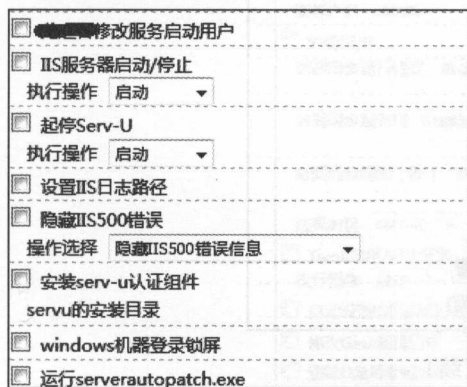 修改服务启动用户
IIS服务器启动/停止
执行操作 启动
起停Serv-U
执行操作 启动
设置IIS日志路径
隐藏IIS500错误
操作选择 隐藏IIS500错误信息
安装serv-u认证组件
servu的安装目录
windows机器登录锁屏
运行serverautopatch.exe